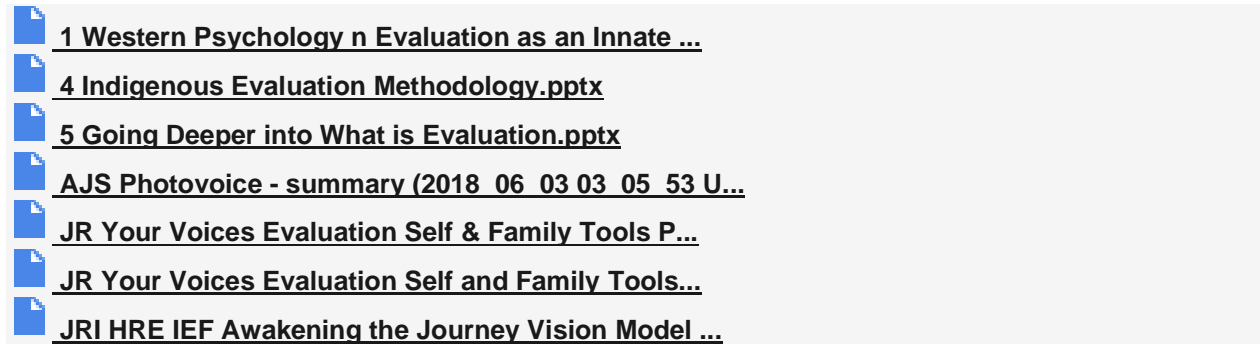 1 Western Psychology n Evaluation as an Innate ...
4 Indigenous Evaluation Methodology.pptx
5 Going Deeper into What is Evaluation.pptx
AJS Photovoice - summary (2018_06_03 03_05_53 U...
JR Your Voices Evaluation Self & Family Tools P...
JR Your Voices Evaluation Self and Family Tools...
JRI HRE IEF Awakening the Journey Vision Model ...